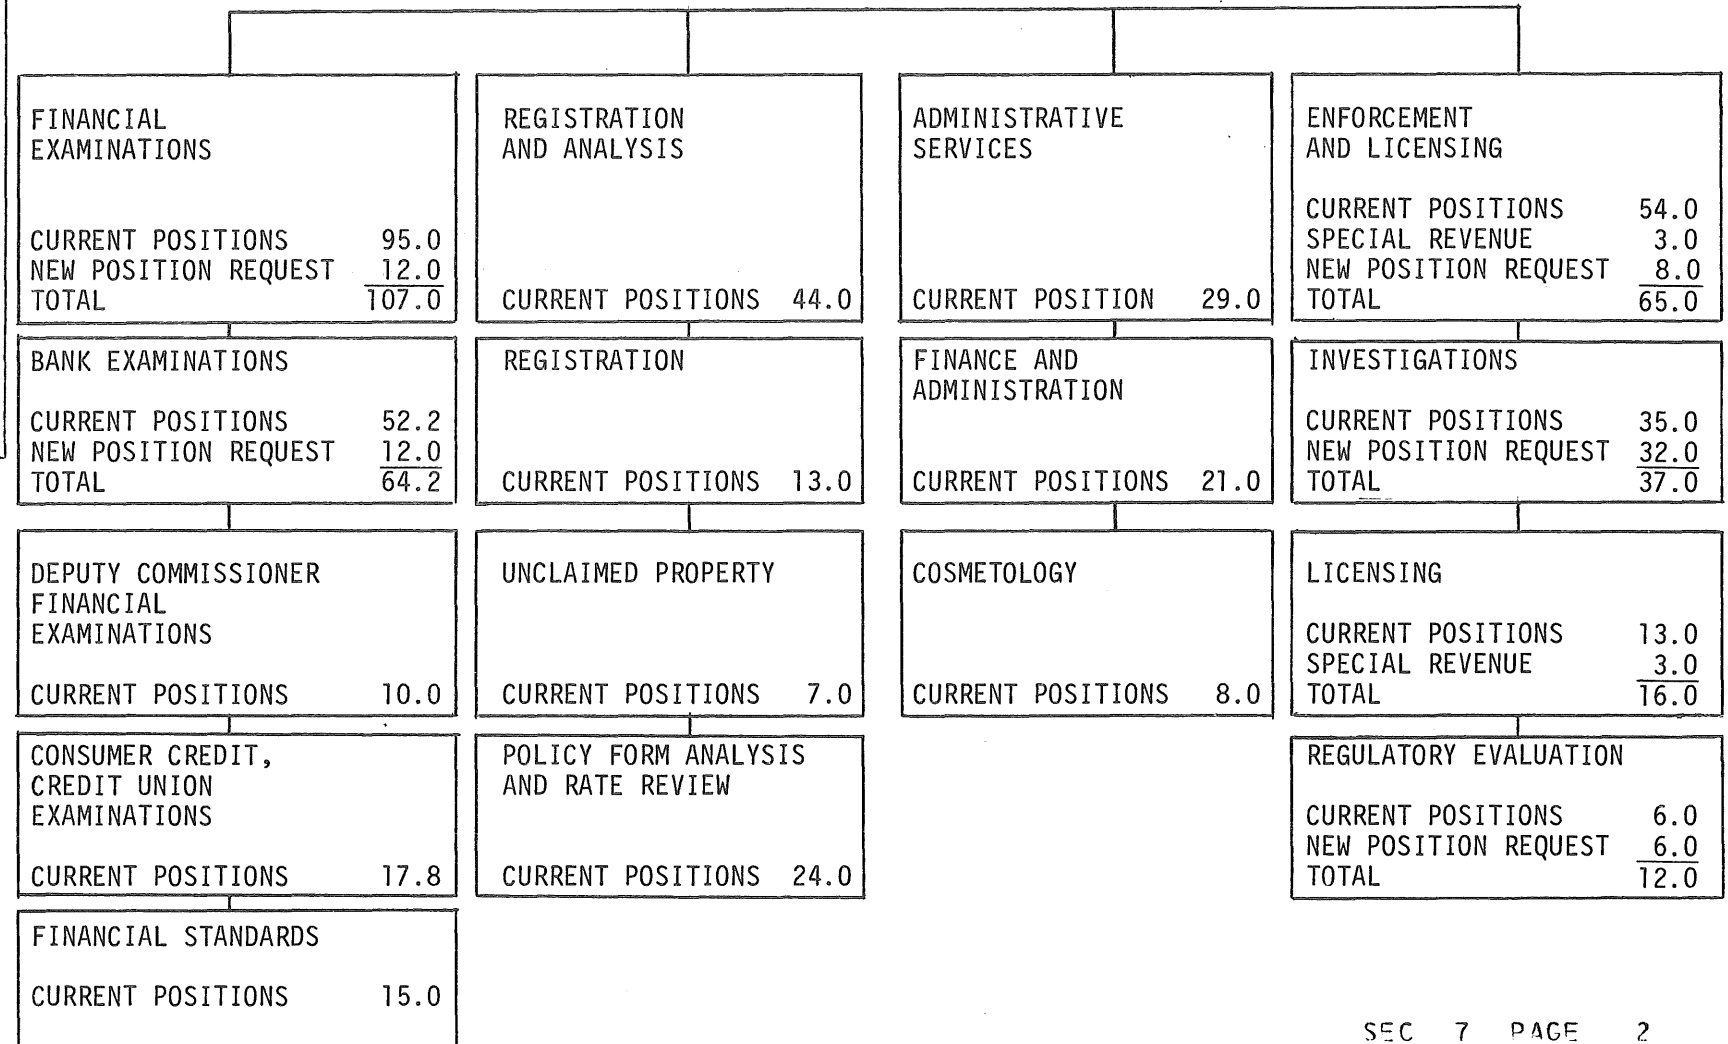 FINANCIAL
EXAMINATIONS
CURRENT POSITIONS 95.0
NEW POSITION REQUEST 12.0
TOTAL 107.0
BANK EXAMINATIONS
CURRENT POSITIONS 52.2
NEW POSITION REQUEST 12.0
TOTAL 64.2
DEPUTY COMMISSIONER
FINANCIAL
EXAMINATIONS
CURRENT POSITIONS 10.0
CONSUMER CREDIT,
CREDIT UNION
EXAMINATIONS
CURRENT POSITIONS 17.8
FINANCIAL STANDARDS
CURRENT POSITIONS 15.0
REGISTRATION
AND ANALYSIS
CURRENT POSITIONS 44.0
REGISTRATION
CURRENT POSITIONS 13.0
UNCLAIMED PROPERTY
CURRENT POSITIONS 7.0
POLICY FORM ANALYSIS
AND RATE REVIEW
CURRENT POSITIONS 24.0
ADMINISTRATIVE
SERVICES
CURRENT POSITION 29.0
FINANCE AND
ADMINISTRATION
CURRENT POSITIONS 21.0
COSMETOLOGY
CURRENT POSITIONS 8.0
ENFORCEMENT
AND LICENSING
CURRENT POSITIONS 54.0
SPECIAL REVENUE 3.0
NEW POSITION REQUEST 8.0
TOTAL 65.0
INVESTIGATIONS
CURRENT POSITIONS 35.0
NEW POSITION REQUEST 32.0
TOTAL 37.0
LICENSING
CURRENT POSITIONS 13.0
SPECIAL REVENUE 3.0
TOTAL 16.0
REGULATORY EVALUATION
CURRENT POSITIONS 6.0
NEW POSITION REQUEST 6.0
TOTAL 12.0
SEC 7 PAGE 2